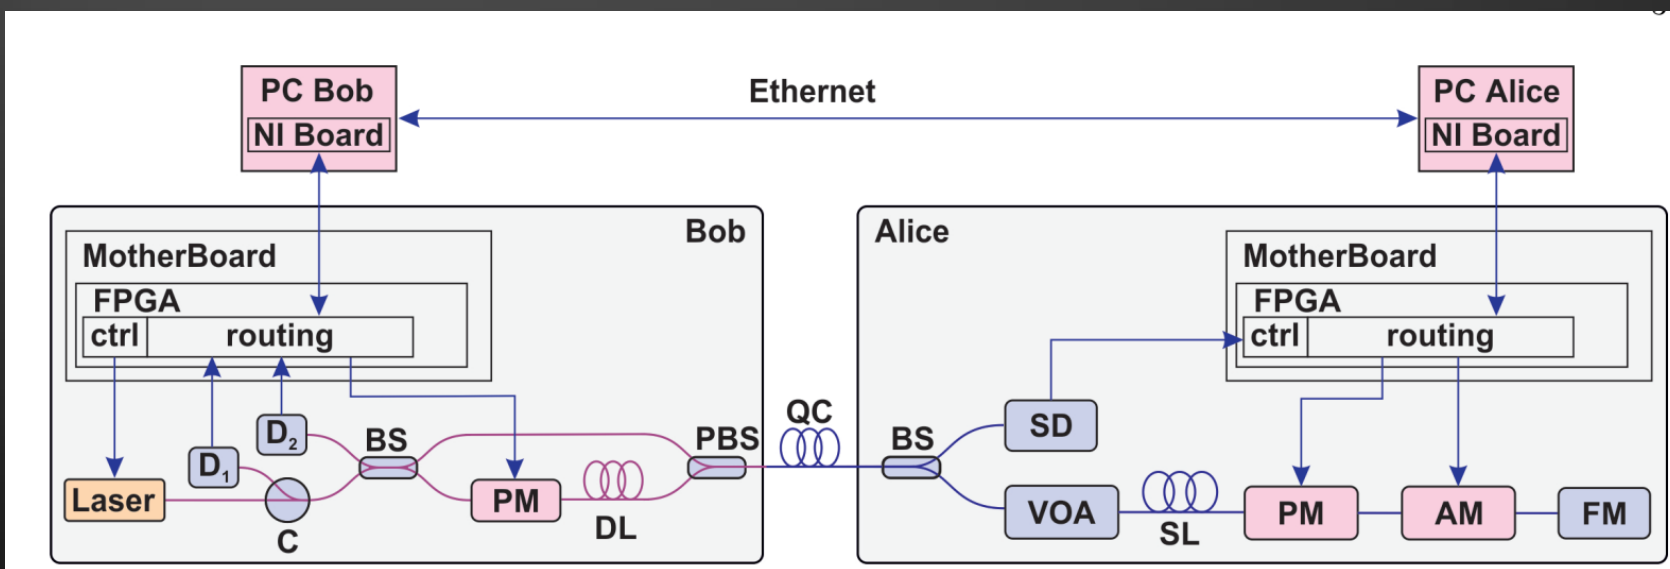 PC Bob
NI Board
Ethernet
PC Alice
NI Board
Bob
MotherBoard
FPGA
ctrl
routing
D₂
D₁
BS
PBS
Laser
C
PM
DL
QC
Alice
MotherBoard
FPGA
ctrl
routing
BS
SD
VOA
SL
PM
AM
FM